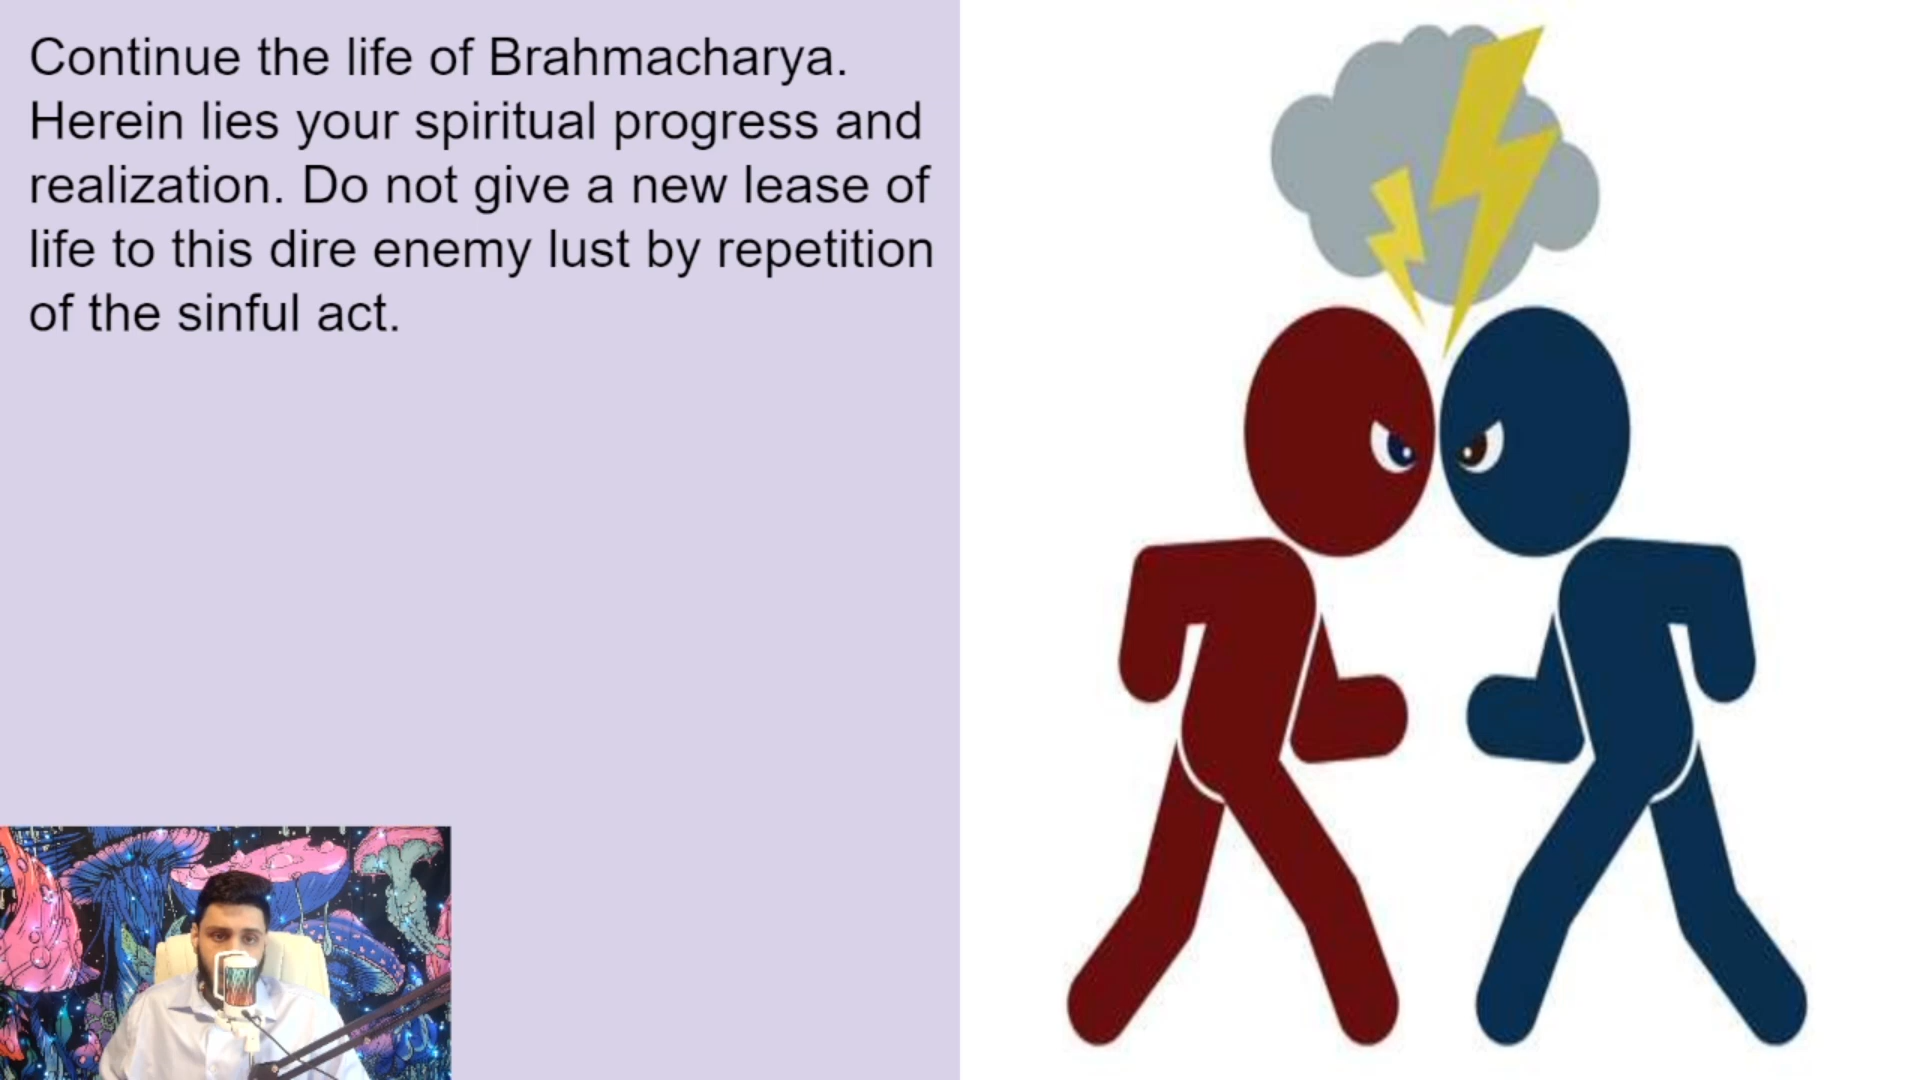 Continue the life of Brahmacharya.
Herein lies your spiritual progress and
realization. Do not give a new lease of
life to this dire enemy lust by repetition
of the sinful act.